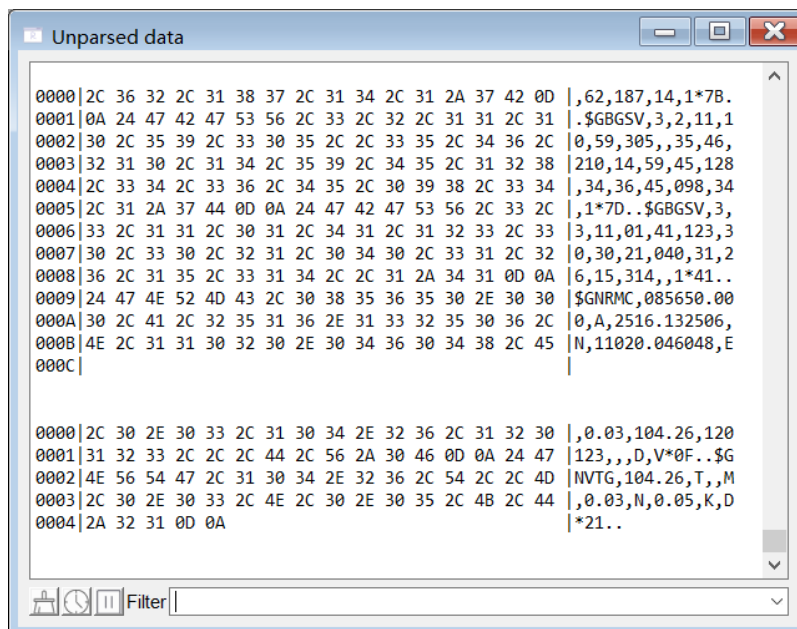 Unparsed data
0000|2C 36 32 2C 31 38 37 2C 31 34 2C 31 2A 37 42 0D |,62,187,14,1*7B.
0001|0A 24 47 42 47 53 56 2C 33 2C 32 2C 31 31 2C 31 |.$GBGSV,3,2,11,1
0002|30 2C 35 39 2C 33 30 35 2C 2C 33 35 2C 34 36 2C |0,59,305,,35,46,
0003|32 31 30 2C 31 34 2C 35 39 2C 34 35 2C 31 32 38 |210,14,59,45,128
0004|2C 33 34 2C 33 36 2C 34 35 2C 30 39 38 2C 33 34 |,34,36,45,098,34
0005|2C 31 2A 37 44 0D 0A 24 47 42 47 53 56 2C 33 2C |,1*7D..$GBGSV,3,
0006|33 2C 31 31 2C 30 31 2C 34 31 2C 31 32 33 2C 33 |3,11,01,41,123,3
0007|30 2C 33 30 2C 32 31 2C 30 34 30 2C 33 31 2C 32 |0,30,21,040,31,2
0008|36 2C 31 35 2C 33 31 34 2C 2C 31 2A 34 31 0D 0A |6,15,314,,1*41..
0009|24 47 4E 52 4D 43 2C 30 38 35 36 35 30 2E 30 30 |$GNRMC,085650.00
000A|30 2C 41 2C 32 35 31 36 2E 31 33 32 35 30 36 2C |0,A,2516.132506,
000B|4E 2C 31 31 30 32 30 2E 30 34 36 30 34 38 2C 45 |N,11020.046048,E
000C| |
0000|2C 30 2E 30 33 2C 31 30 34 2E 32 36 2C 31 32 30 |,0.03,104.26,120
0001|31 32 33 2C 2C 2C 44 2C 56 2A 30 46 0D 0A 24 47 |123,,,D,V*0F..$G
0002|4E 56 54 47 2C 31 30 34 2E 32 36 2C 54 2C 2C 4D |NVTG,104.26,T,,M
0003|2C 30 2E 30 33 2C 4E 2C 30 2E 30 35 2C 4B 2C 44 |,0.03,N,0.05,K,D
0004|2A 32 31 0D 0A |*21..
Filter